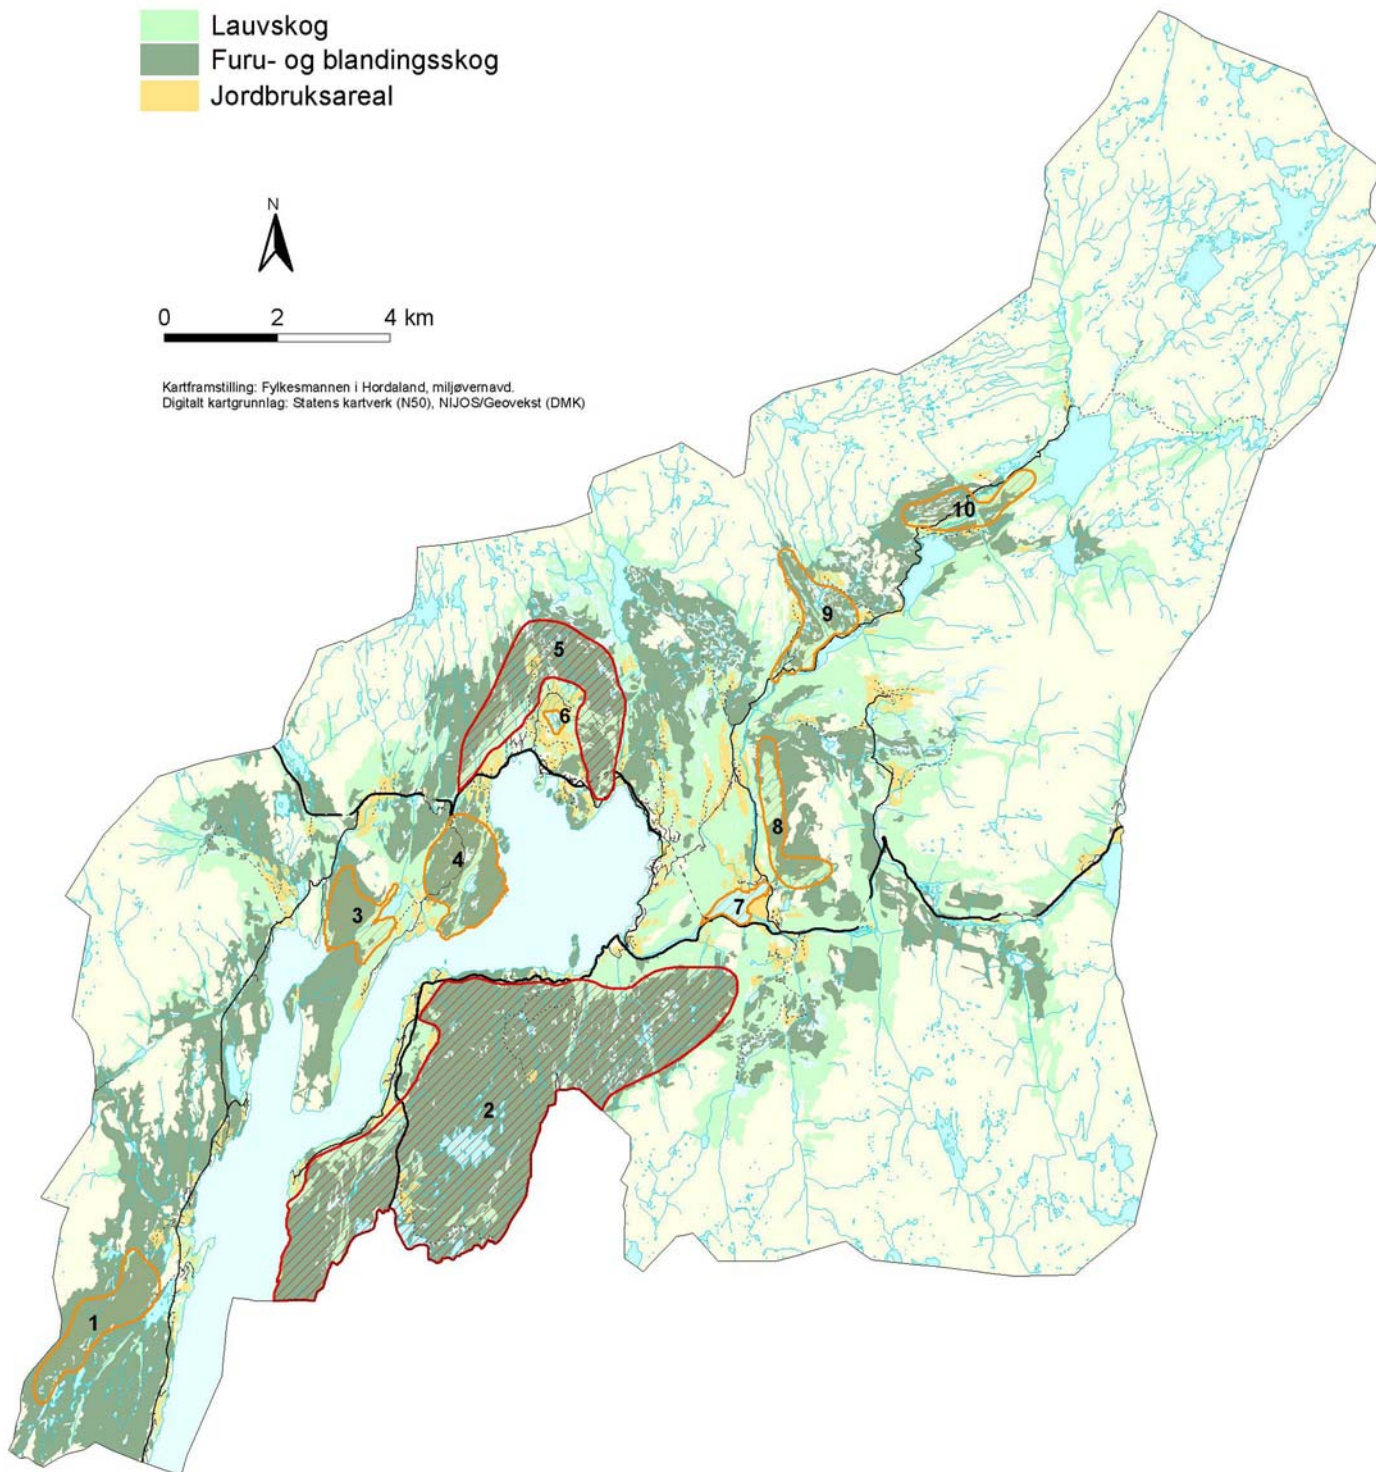 Lauvskog
Furu- og blandingsskog
Jordbruksareal
N
0 2 4 km
Kartframstilling: Fylkesmannen i Hordaland, miljøvernavd.
Digitalt kartgrunnlag: Statens kartverk (N50), NIJOS/Geovekst (DMK)
10
9
5
6
8
4
7
3
2
1